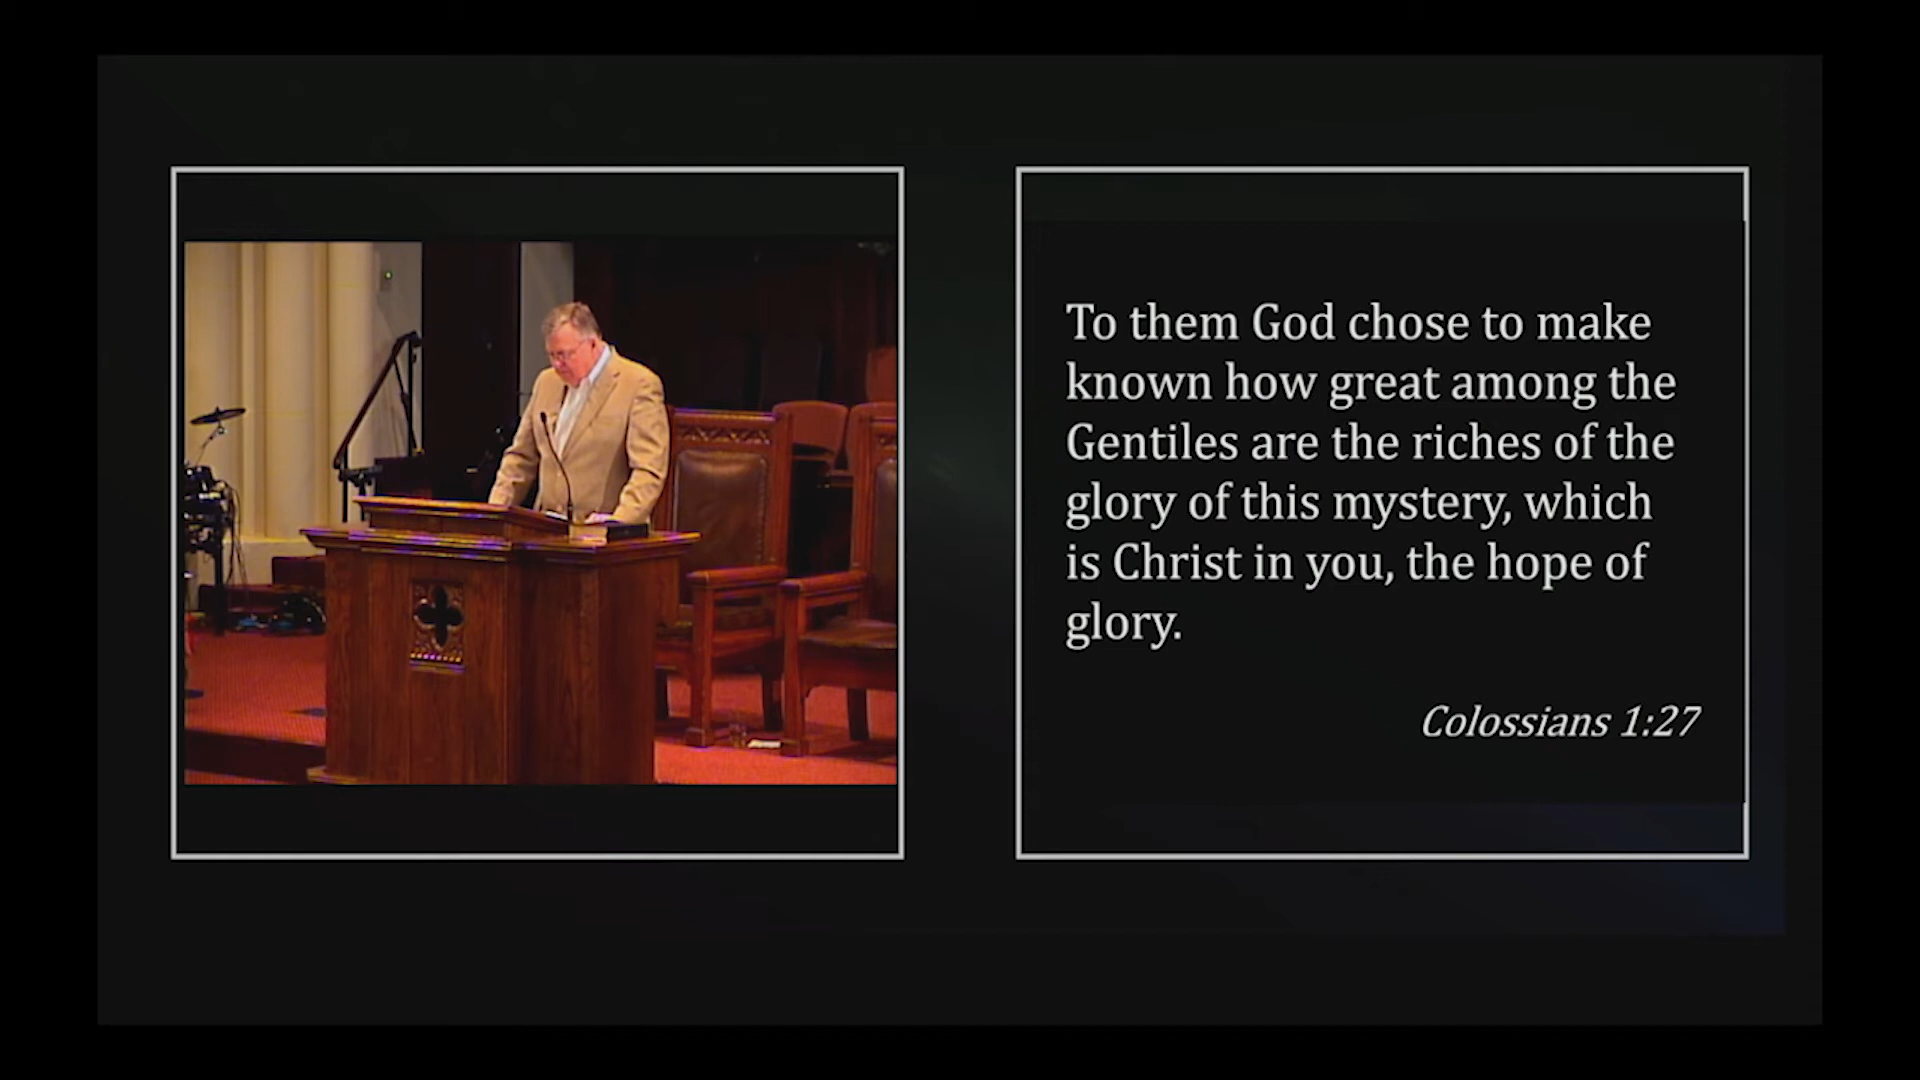 To them God chose to make
known how great among the
Gentiles are the riches of the
glory of this mystery, which
is Christ in you, the hope of
glory.
Colossians 1:27